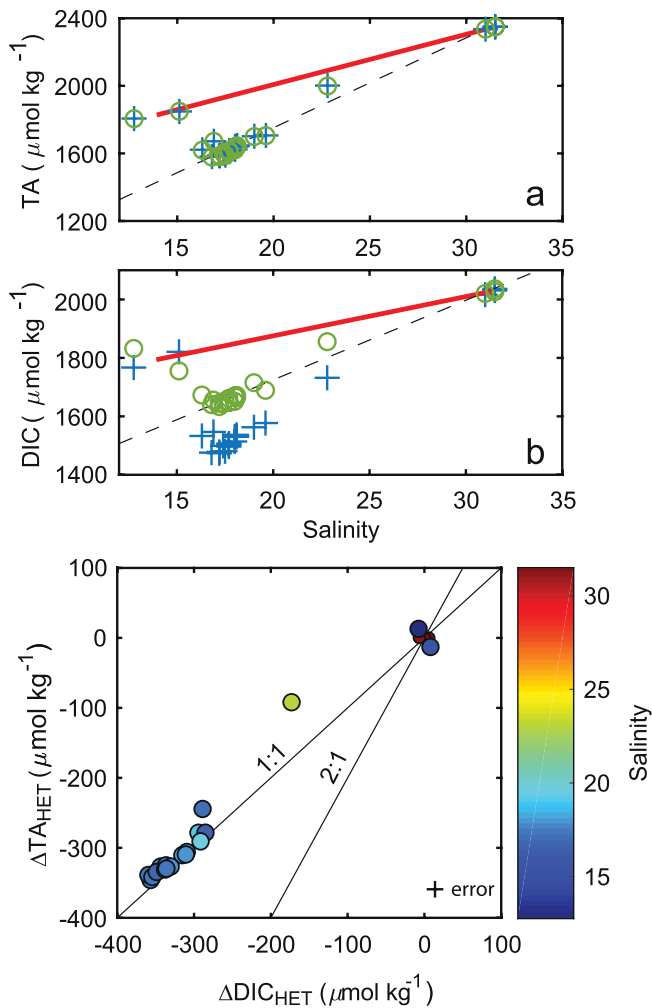 2400
2000
1600
1200
TA ( μmol kg⁻¹)
15 20 25 30 35
a
2000
1800
1600
1400
DIC( μmol kg⁻¹)
b
15 20 25 30 35
Salinity
100
0
-100
-200
-300
-400
ΔTA_HET (μmol kg⁻¹)
1:1
2:1
+ error
-400 -300 -200 -100 0 100
ΔDIC_HET (μmol kg⁻¹)
30
25
20
15
Salinity